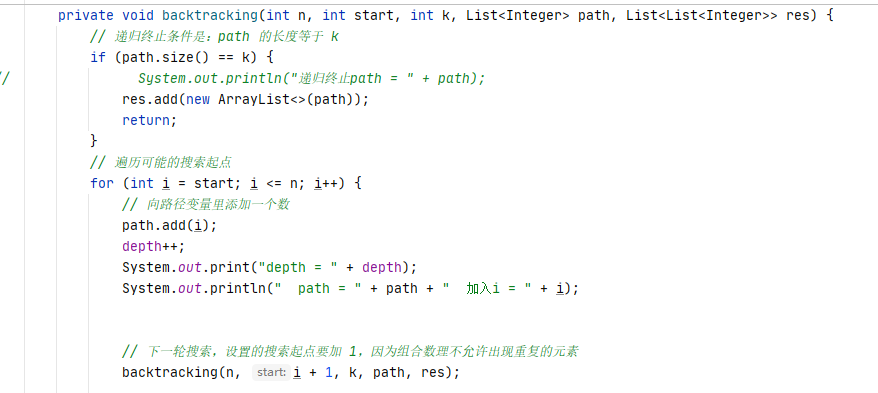 private void backtracking(int n, int start, int k, List<Integer> path, List<List<Integer>> res) {
// 递归终止条件是：path 的长度等于 k
if (path.size() == k) {
// System.out.println("递归终止path = " + path);
res.add(new ArrayList<>(path));
return;
}
// 遍历可能的搜索起点
for (int i = start; i <= n; i++) {
// 向路径变量里添加一个数
path.add(i);
depth++;
System.out.print("depth = " + depth);
System.out.println("  path = " + path + "  加入i = " + i);
// 下一轮搜索，设置的搜索起点要加 1，因为组合数理不允许出现重复的元素
backtracking(n, start: i + 1, k, path, res);